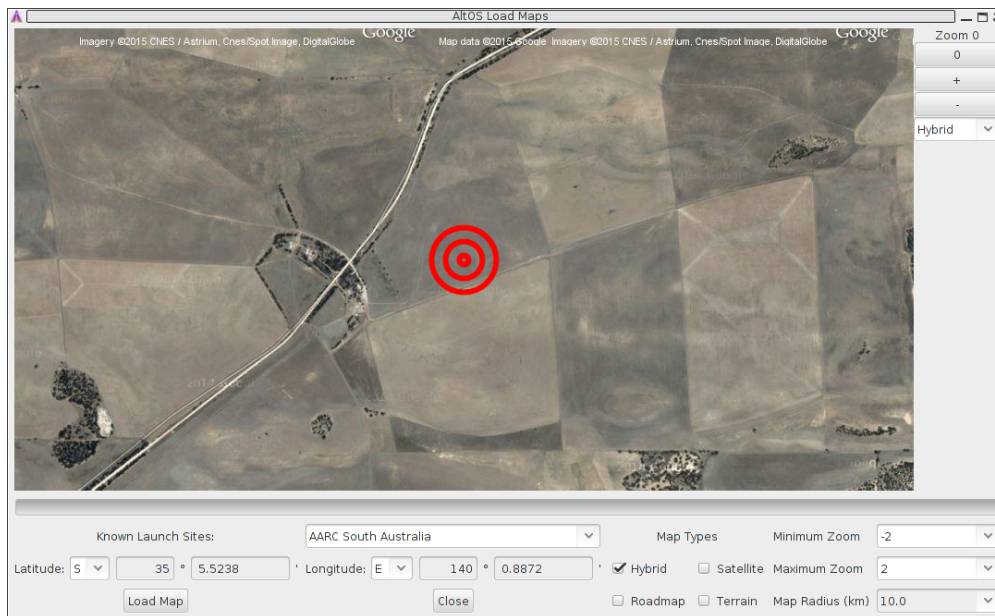 AltOS Load Maps
Imagery ©2015 CNES / Astrium, Cnes/Spot Image, DigitalGlobe
Google
Map data ©2015 Google Imagery ©2015 CNES / Astrium, Cnes/Spot Image, DigitalGlobe
Google
Zoom 0
0
+
-
Hybrid
Known Launch Sites:
AARC South Australia
Map Types
Minimum Zoom
-2
Latitude:
S
35
°
5.5238
'
Longitude:
E
140
°
0.8872
'
Hybrid
Satellite
Maximum Zoom
2
Load Map
Close
Roadmap
Terrain
Map Radius (km)
10.0